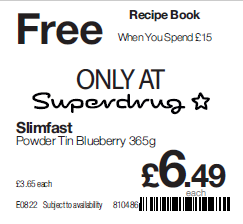 Free
Recipe Book
When You Spend £15
ONLY AT
Superdrug
Slimfast
Powder Tin Blueberry 365g
£6.49
each
£3.65 each
E0822 Subject to availability 810486